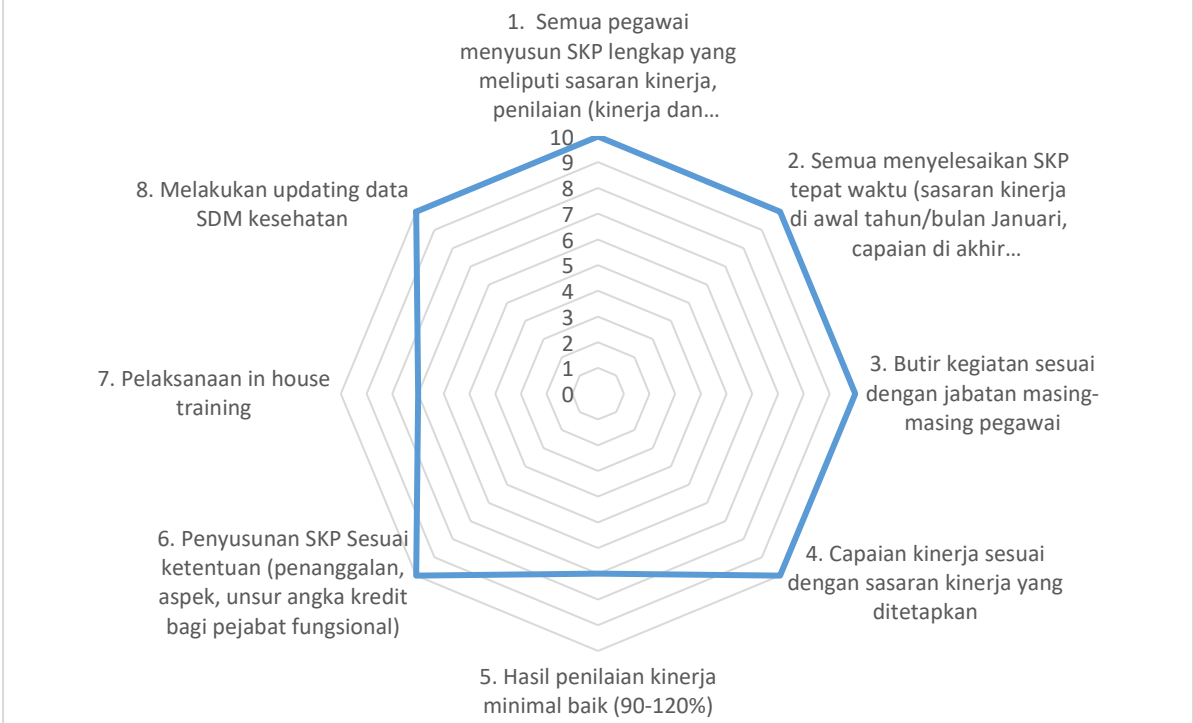 1. Semua pegawai
menyusun SKP lengkap yang
meliputi sasaran kinerja,
penilaian (kinerja dan...
2. Semua menyelesaikan SKP
tepat waktu (sasaran kinerja
di awal tahun/bulan Januari,
capaian di akhir...
3. Butir kegiatan sesuai
dengan jabatan masing-
masing pegawai
4. Capaian kinerja sesuai
dengan sasaran kinerja yang
ditetapkan
5. Hasil penilaian kinerja
minimal baik (90-120%)
6. Penyusunan SKP Sesuai
ketentuan (penanggalan,
aspek, unsur angka kredit
bagi pejabat fungsional)
7. Pelaksanaan in house
training
8. Melakukan updating data
SDM kesehatan
10
9
8
7
6
5
4
3
2
1
0